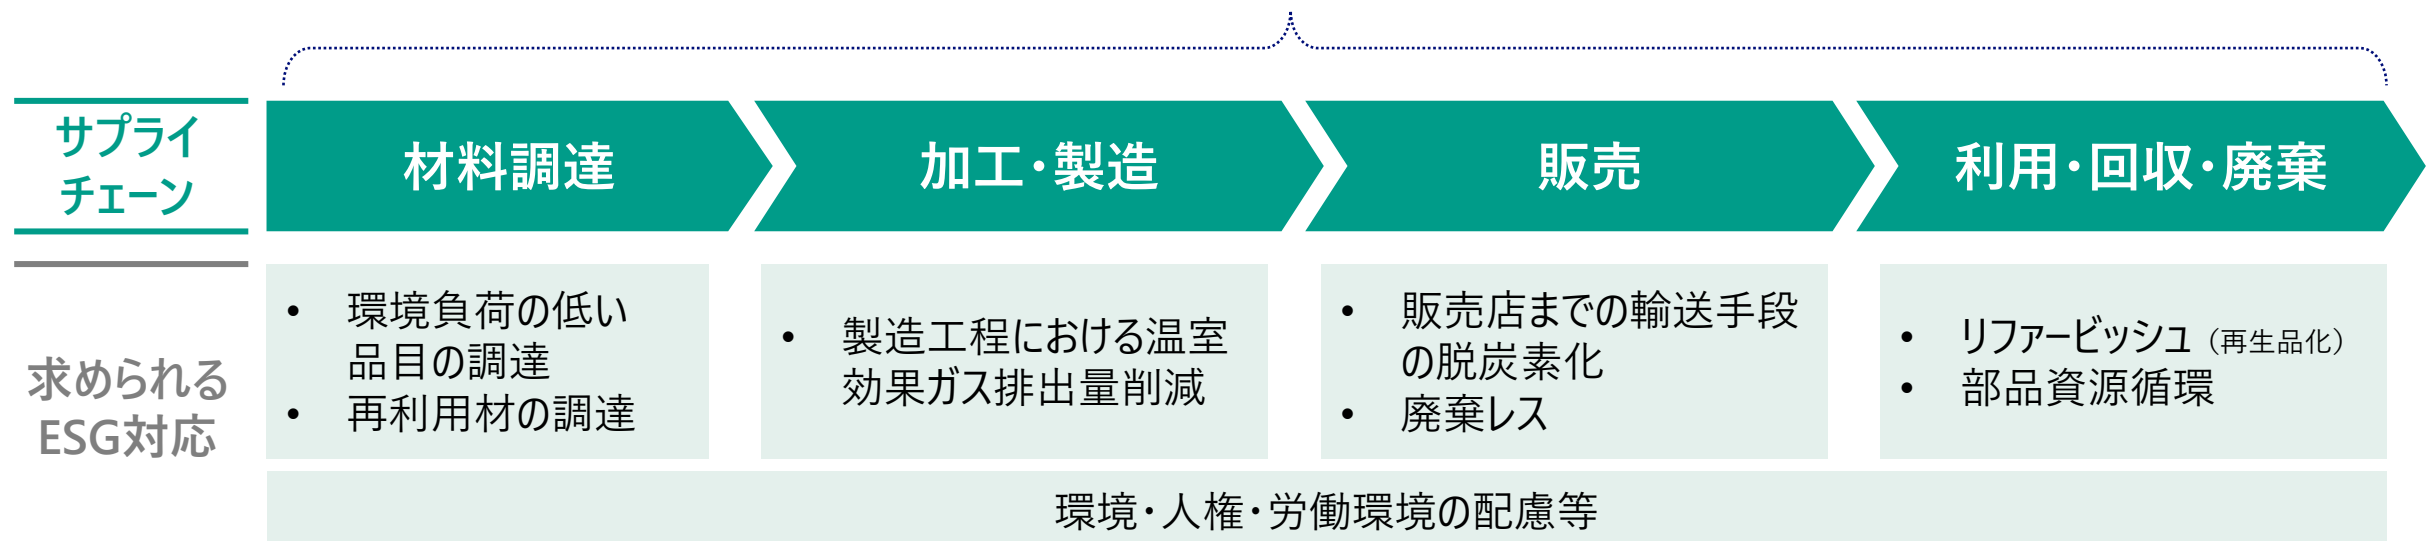 サプライ
チェーン
材料調達
加工・製造
販売
利用・回収・廃棄
求められる
ESG対応
• 環境負荷の低い
品目の調達
• 再利用材の調達
• 製造工程における温室
効果ガス排出量削減
• 販売店までの輸送手段
の脱炭素化
• 廃棄レス
• リファービッシュ（再生品化）
• 部品資源循環
環境・人権・労働環境の配慮等